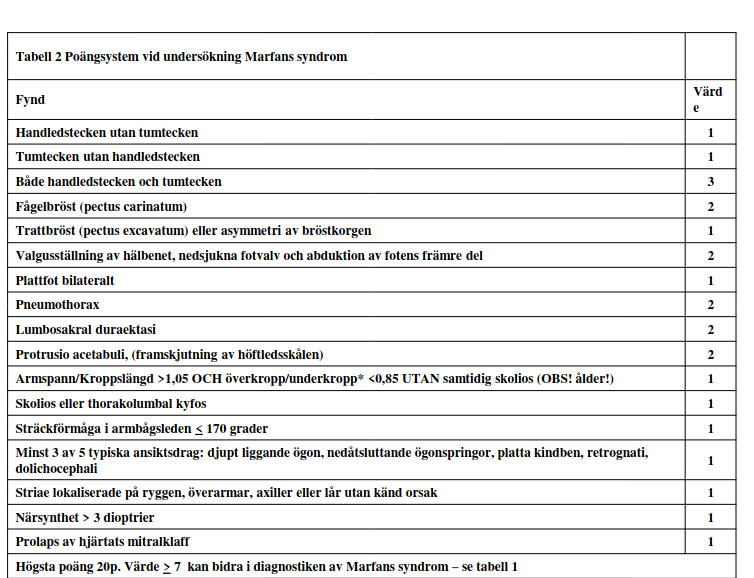 Tabell 2 Poängsystem vid undersökning Marfans syndrom
Fynd
Värd
e
Handledstecken utan tumtecken 1
Tumtecken utan handledstecken 1
Både handledstecken och tumtecken 3
Fågelbröst (pectus carinatum) 2
Trattbröst (pectus excavatum) eller asymmetri av bröstkorgen 1
Valgusställning av hälbenet, nedsjukna fotvalv och abduktion av fotens främre del 2
Plattfot bilateralt 1
Pneumothorax 2
Lumbosakral duraektasi 2
Protrusio acetabuli, (framskjutning av höftledsskålen) 2
Armspann/Kroppslängd >1,05 OCH överkropp/underkropp* <0,85 UTAN samtidig skolios (OBS! ålder!) 1
Skolios eller thorakolumbal kyfos 1
Sträckförmåga i armbågsleden ≤ 170 grader 1
Minst 3 av 5 typiska ansiktsdrag: djupt liggande ögon, nedåtsluttande ögonspringor, platta kindben, retrognati,
dolichocephali 1
Striae lokaliserade på ryggen, överarmar, axiller eller lår utan känd orsak 1
Närsynthet > 3 dioptrier 1
Prolaps av hjärtats mitralklaff 1
Högsta poäng 20p. Värde ≥ 7 kan bidra i diagnostiken av Marfans syndrom – se tabell 1